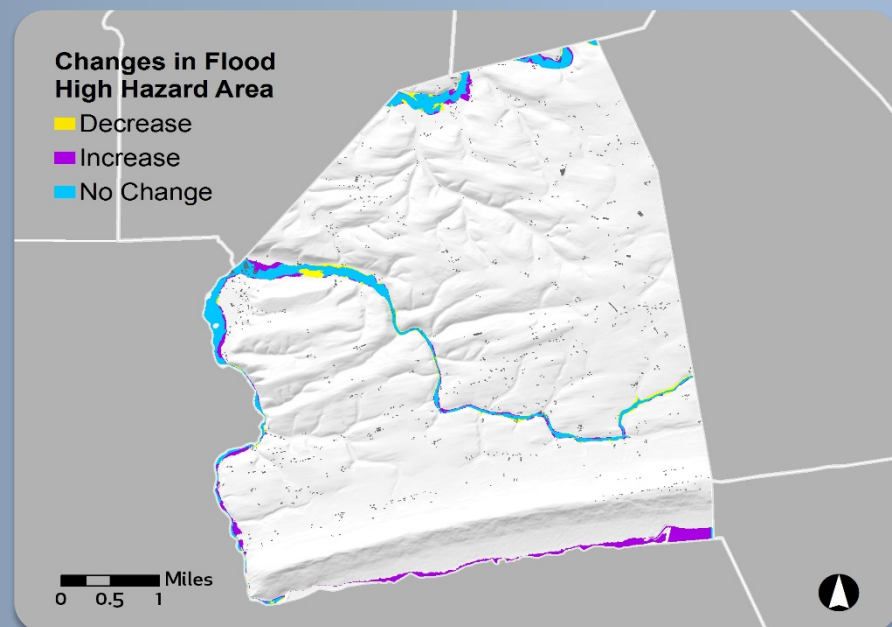 Changes in Flood
High Hazard Area
Decrease
Increase
No Change
Miles
0 0.5 1